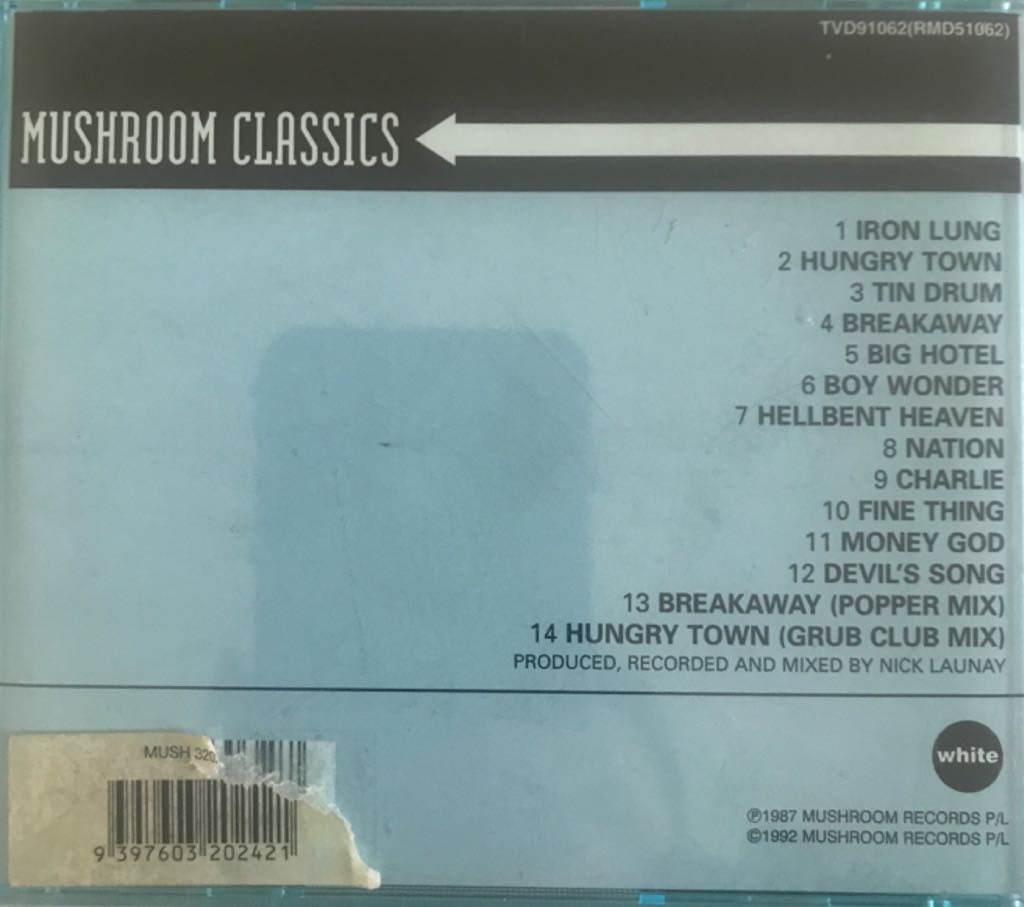 TVD91062(RMD51062)
MUSHROOM CLASSICS
1 IRON LUNG
2 HUNGRY TOWN
3 TIN DRUM
4 BREAKAWAY
5 BIG HOTEL
6 BOY WONDER
7 HELLBENT HEAVEN
8 NATION
9 CHARLIE
10 FINE THING
11 MONEY GOD
12 DEVIL'S SONG
13 BREAKAWAY (POPPER MIX)
14 HUNGRY TOWN (GRUB CLUB MIX)
PRODUCED, RECORDED AND MIXED BY NICK LAUNAY
white
MUSH
9 397603 202421
℗1987 MUSHROOM RECORDS P/L
©1992 MUSHROOM RECORDS P/L